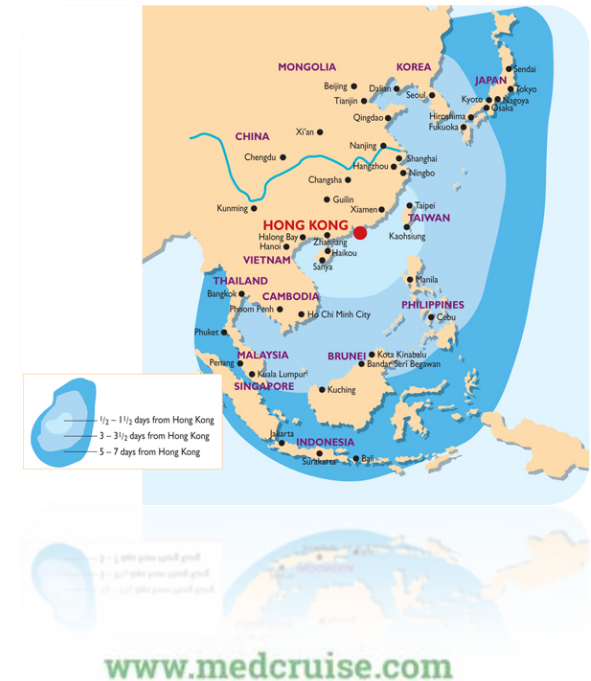 MONGOLIA
KOREA
JAPAN
Sendai
Beijing
Dalian
Seoul
Tokyo
Tianjin
Kyoto
Nagoya
Osaka
Qingdao
Hiroshima
Fukuoka
CHINA
Xi'an
Nanjing
Chengdu
Shanghai
Hangzhou
Ningbo
Changsha
Guilin
Kunming
Xiamen
Taipei
TAIWAN
HONG KONG
Kaohsiung
Halong Bay
Zhanjiang
Hanoi
Haikou
VIETNAM
Sanya
THAILAND
Manila
Bangkok
CAMBODIA
Phnom Penh
PHILIPPINES
Ho Chi Minh City
Cebu
Phuket
MALAYSIA
BRUNEI
Kota Kinabalu
Penang
Bandar Seri Begawan
Kuala Lumpur
SINGAPORE
Kuching
1/2 – 11/2 days from Hong Kong
3 – 31/2 days from Hong Kong
5 – 7 days from Hong Kong
Jakarta
INDONESIA
Surakarta
Bali
www.medcruise.com